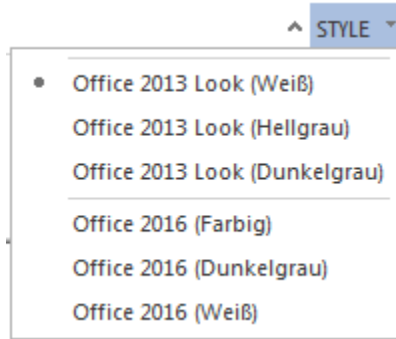 STYLE
Office 2013 Look (Weiß)
Office 2013 Look (Hellgrau)
Office 2013 Look (Dunkelgrau)
Office 2016 (Farbig)
Office 2016 (Dunkelgrau)
Office 2016 (Weiß)